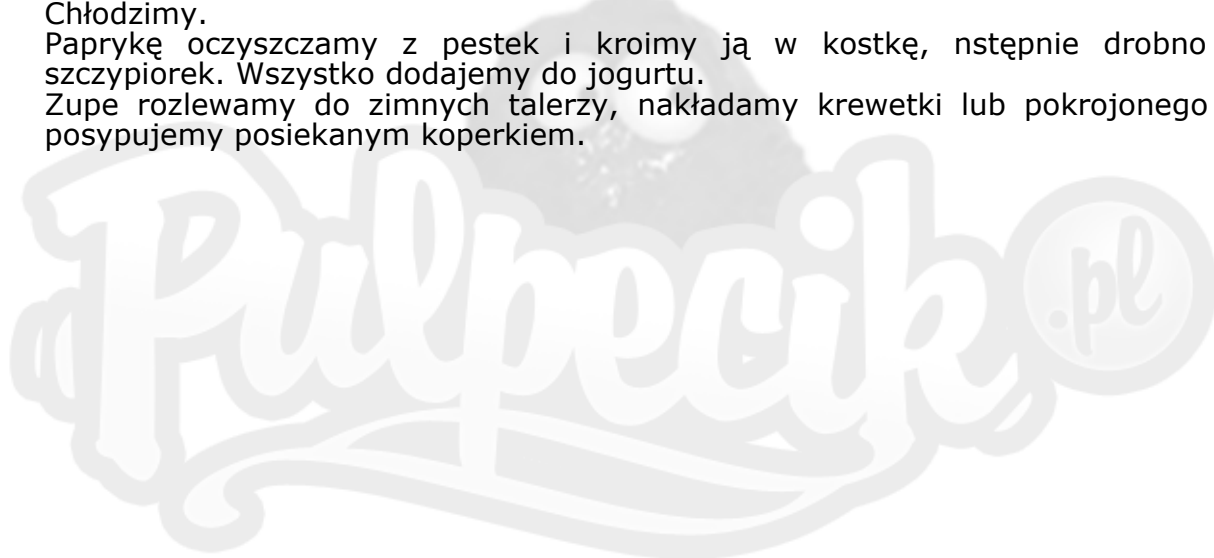 Chłodzimy.
Paprykę oczyszczamy z pestek i kroimy ją w kostkę, nstępnie drobno
szczypiorek. Wszystko dodajemy do jogurtu.
Zupe rozlewamy do zimnych talerzy, nakładamy krewetki lub pokrojonego
posypujemy posiekanym koperkiem.
Pulpecik.pl